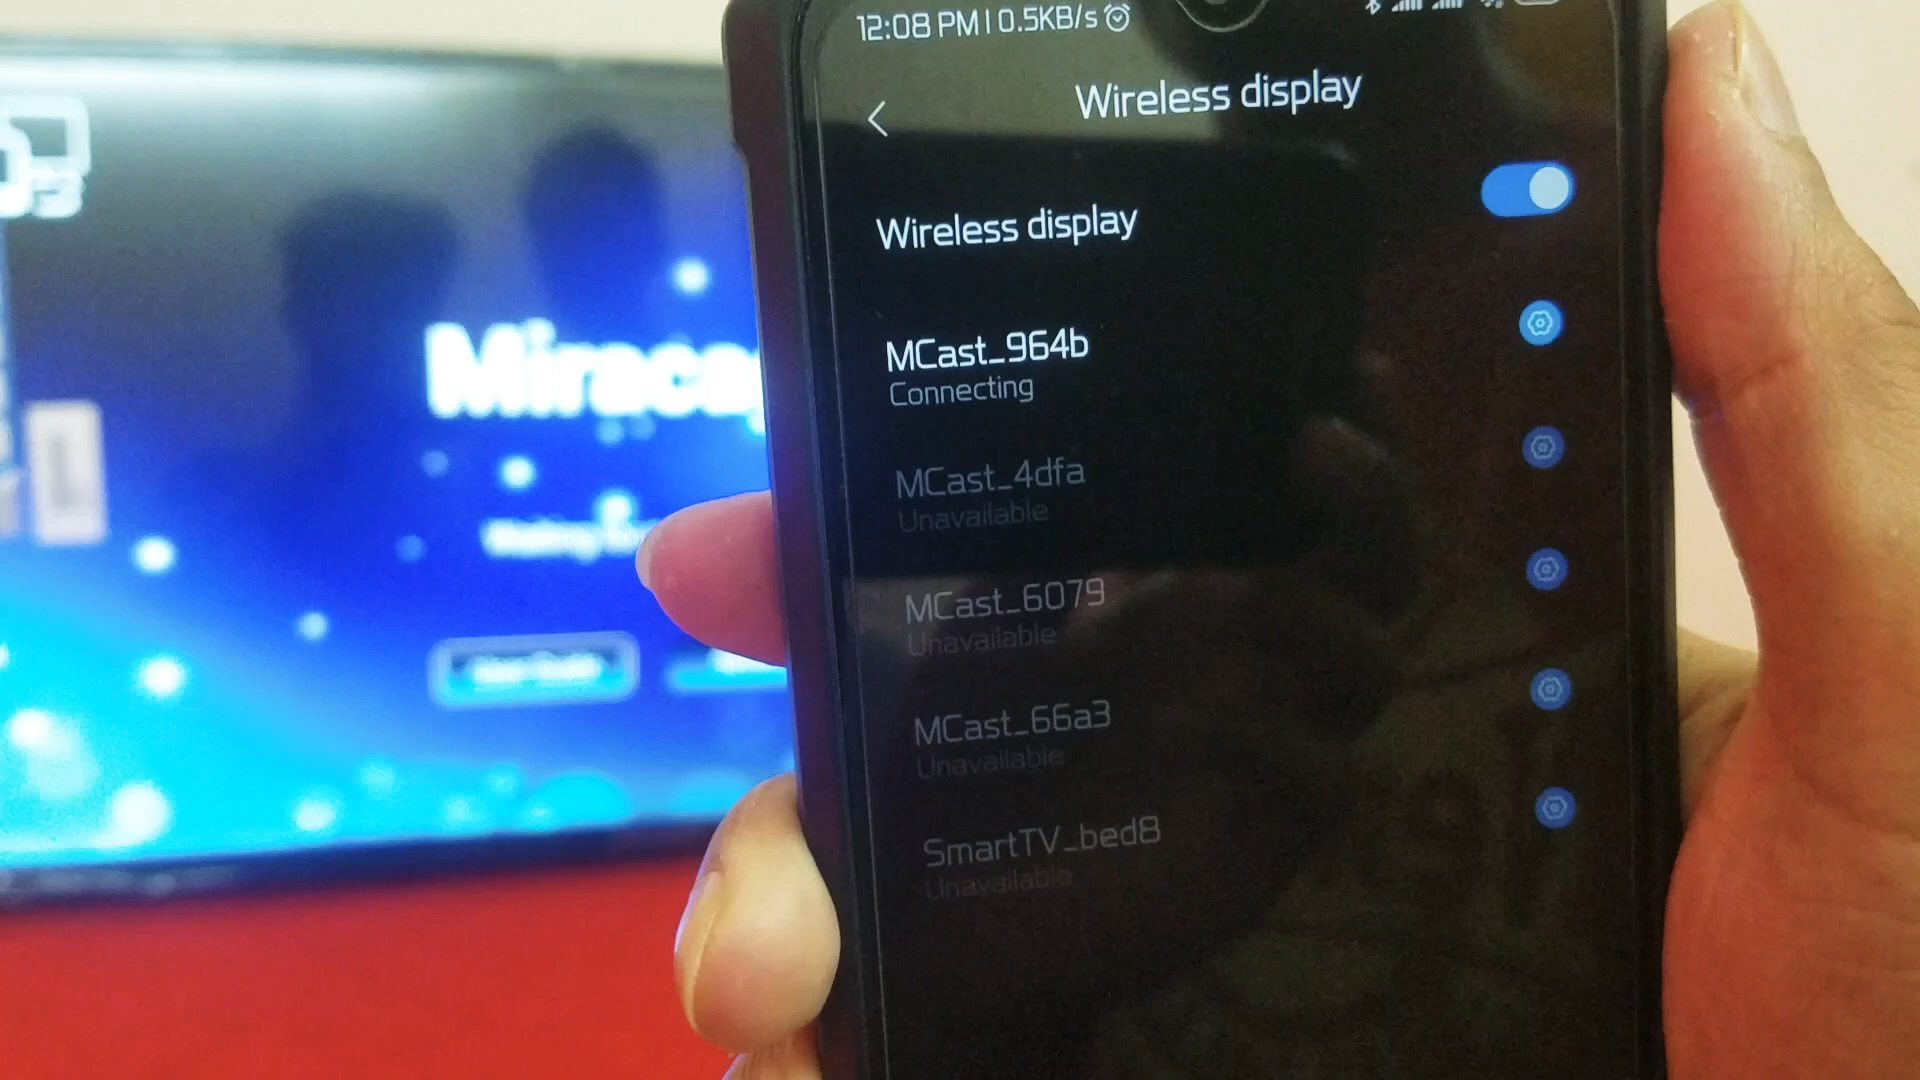 12:08 PM | 0.5KB/s
Wireless display
Wireless display
MCast_964b
Connecting
MCast_4dfa
Unavailable
MCast_6079
Unavailable
MCast_66a3
Unavailable
SmartTV_bed8
Unavailable
Miraca